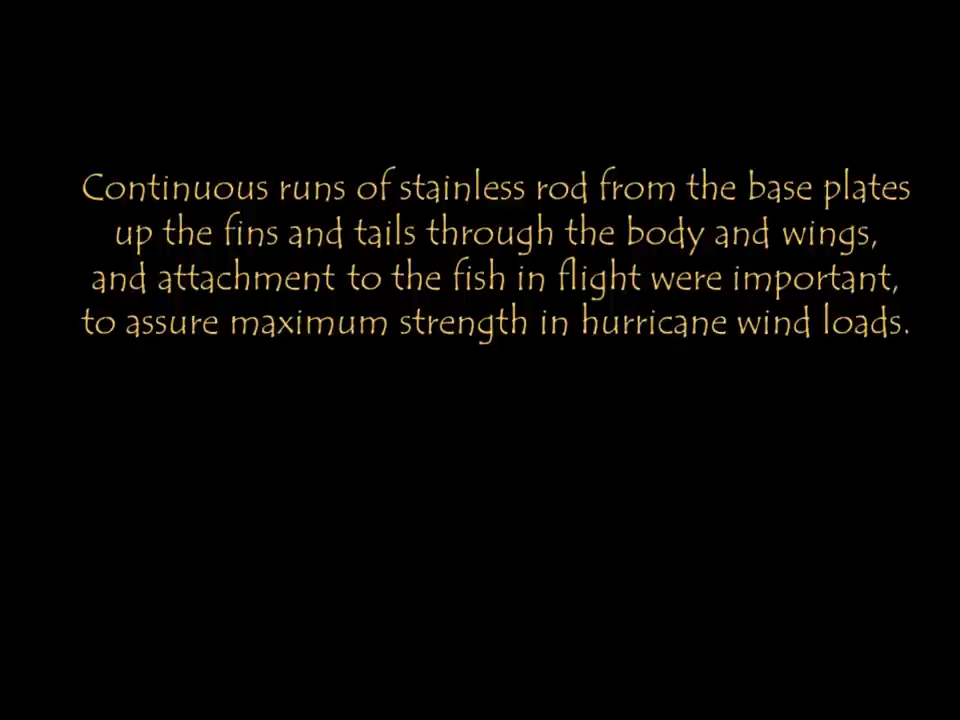 Continuous runs of stainless rod from the base plates
up the fins and tails through the body and wings,
and attachment to the fish in flight were important,
to assure maximum strength in hurricane wind loads.